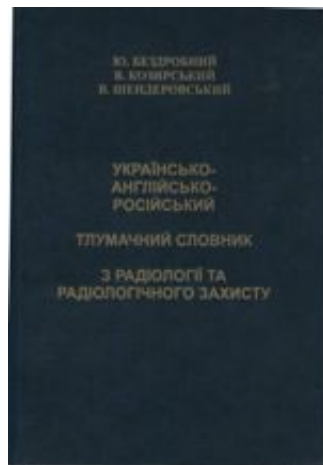 Ю. БЕЗДРОБНИЙ
В. КОЗИРСЬКИЙ
В. ШЕНДЕРОВСЬКИЙ
УКРАЇНСЬКО-
АНГЛІЙСЬКО-
РОСІЙСЬКИЙ
ТЛУМАЧНИЙ СЛОВНИК
З РАДІОЛОГІЇ ТА
РАДІОЛОГІЧНОГО ЗАХИСТУ